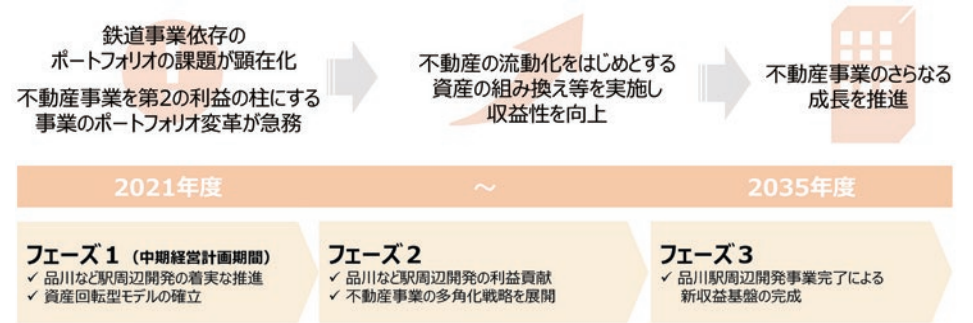 鉄道事業依存の
ポートフォリオの課題が顕在化
不動産事業を第2の利益の柱にする
事業のポートフォリオ変革が急務
不動産の流動化をはじめとする
資産の組み換え等を実施し
収益性を向上
不動産事業のさらなる
成長を推進
2021年度
～
2035年度
フェーズ1（中期経営計画期間）
✓ 品川など駅周辺開発の着実な推進
✓ 資産回転型モデルの確立
フェーズ2
✓ 品川など駅周辺開発の利益貢献
✓ 不動産事業の多角化戦略を展開
フェーズ3
✓ 品川駅周辺開発事業完了による
新収益基盤の完成